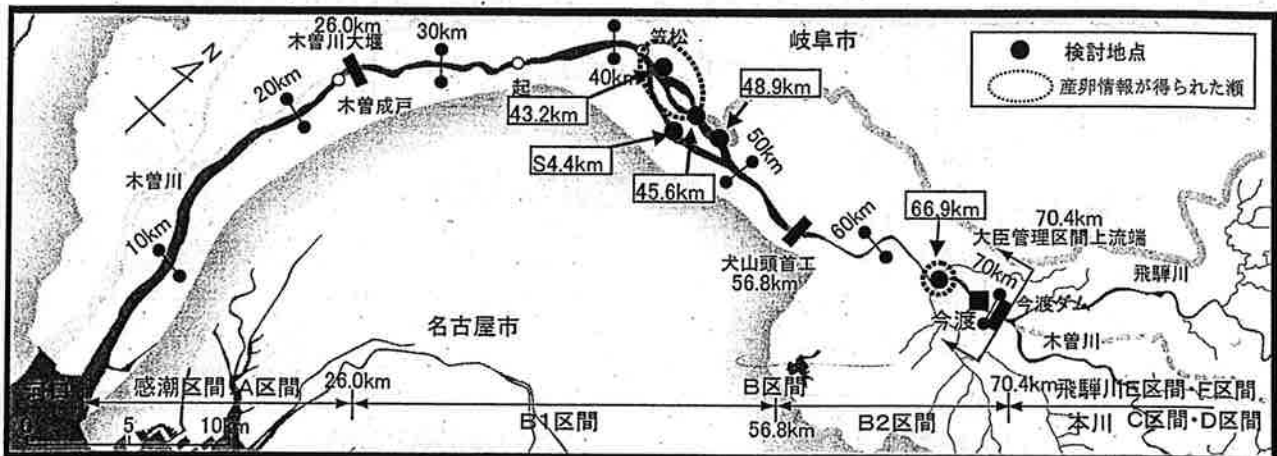 26.0km
木曽川大堰
30km
笠松
岐阜市
検討地点
産卵情報が得られた瀬
N
20km
木曽成戸
起
40km
43.2km
48.9km
S4.4km
45.6km
50km
木曽川
10km
犬山頭首工
56.8km
60km
66.9km
70.4km
大臣管理区間上流端
70km
飛騨川
今渡ダム
今渡
木曽川
名古屋市
感潮区間・A区間
26.0km
B1区間
B区間
56.8km
B2区間
70.4km
飛騨川E区間・F区間
本川 C区間・D区間
0 5 10km